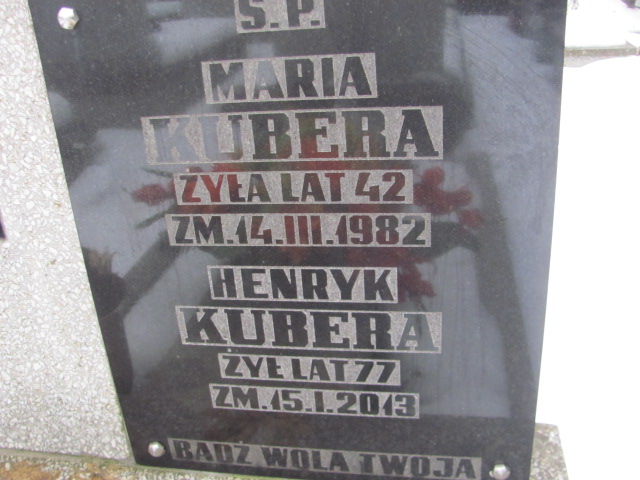 Ś.P.
MARIA
KUBERA
ŻYŁA LAT 42
ZM.14.III.1982
HENRYK
KUBERA
ŻYŁ LAT 77
ZM.15.I.2013
BĄDŹ WOLA TWOJA